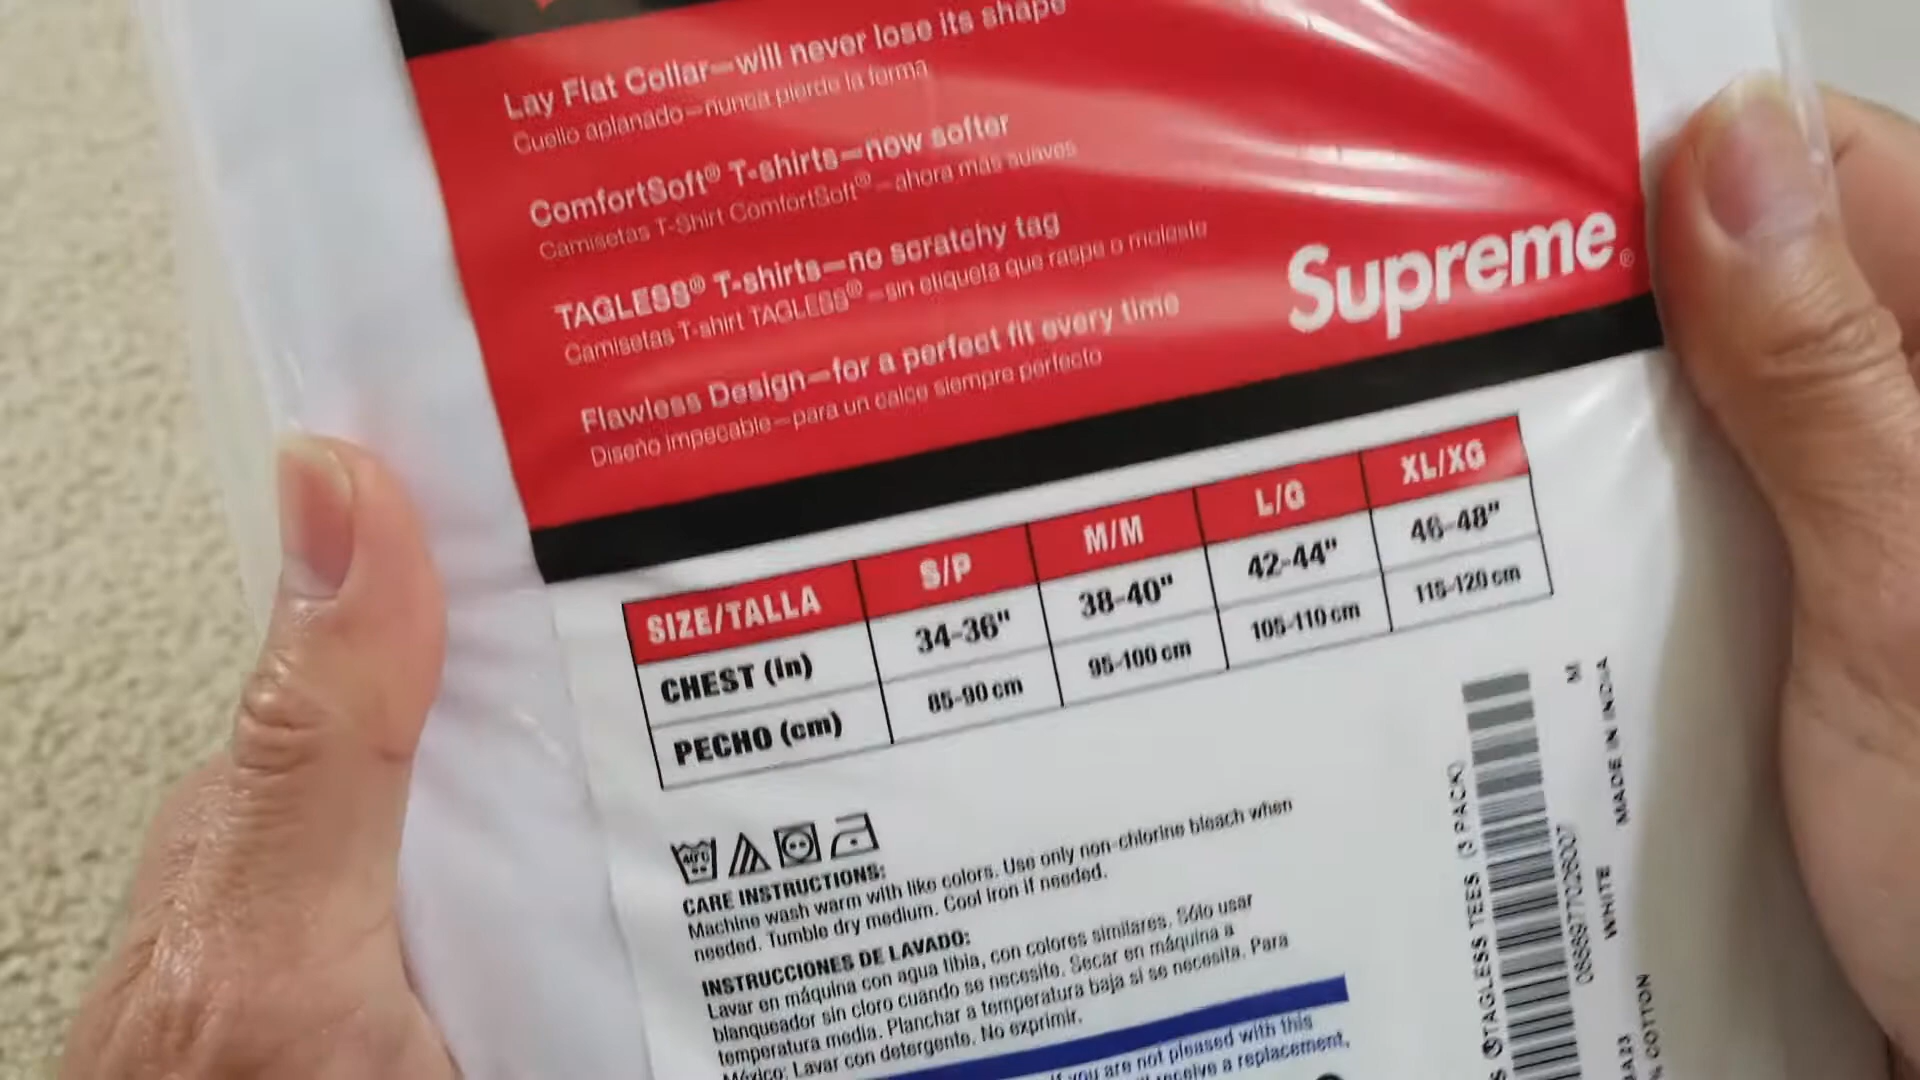 Lay Flat Collar—will never lose its shape
Cuello aplanado—nunca pierde la forma
ComfortSoft® T-shirts—now softer
Camisetas T-Shirt ComfortSoft®—ahora más suaves
TAGLESS® T-shirts—no scratchy tag
Camisetas T-shirt TAGLESS®—sin etiqueta que raspe o moleste
Flawless Design—for a perfect fit every time
Diseño impecable—para un calce siempre perfecto
Supreme®
SIZE/TALLA S/P M/M L/G XL/XG
CHEST (in) 34-36" 38-40" 42-44" 46-48"
PECHO (cm) 85-90 cm 95-100 cm 105-110 cm 115-120 cm
40°C
CARE INSTRUCTIONS:
Machine wash warm with like colors. Use only non-chlorine bleach when
needed. Tumble dry medium. Cool iron if needed.
INSTRUCCIONES DE LAVADO:
Lavar en máquina con agua tibia, con colores similares. Sólo usar
blanqueador sin cloro cuando se necesite. Secar en máquina a
temperatura media. Planchar a temperatura baja si se necesita. Para
México: Lavar con detergente. No exprimir.
you are not pleased with this
receive a replacement,
TAGLESS TEES (3 PACK)
WHITE
M
MADE IN INDIA
COTTON